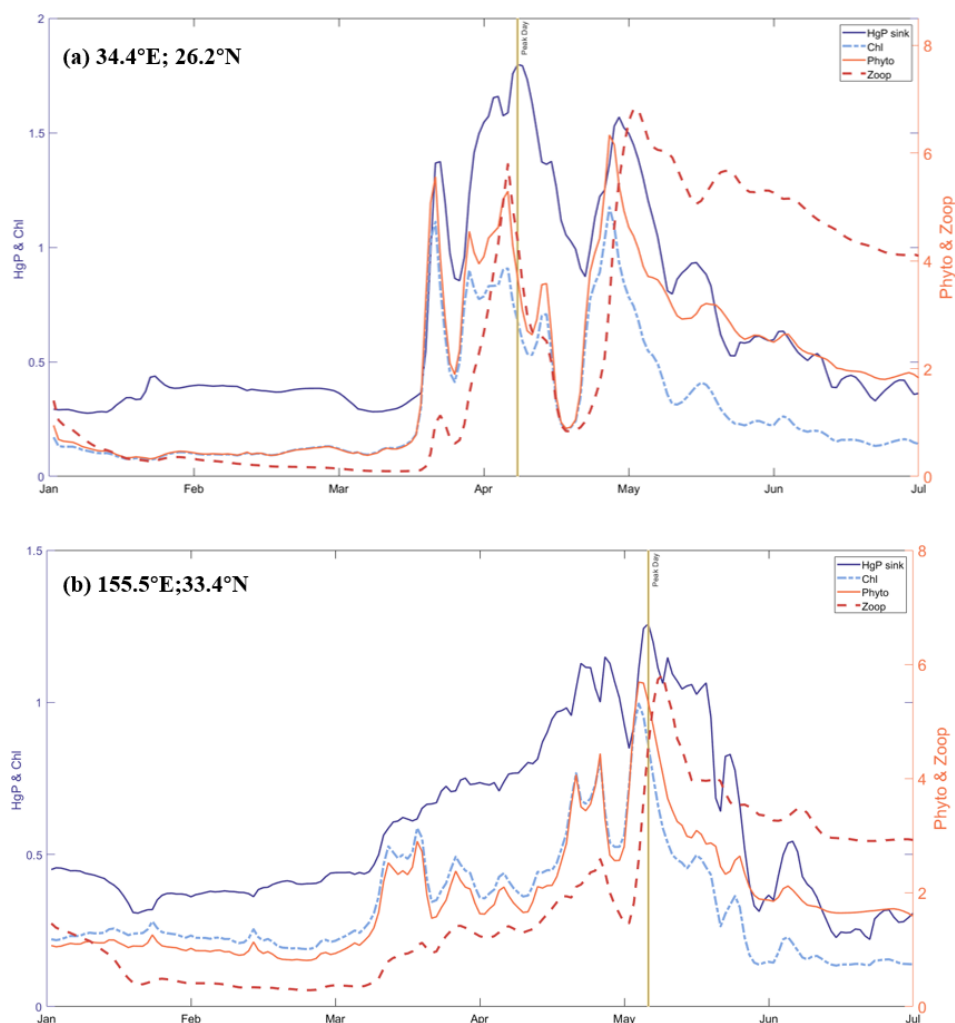 2
(a) 34.4°E; 26.2°N
Peak Day
HgP sink
Chl
Phyto
Zoop
8
1.5
6
HgP & Chl
1
Phyto & Zoop
4
0.5
2
0
0
Jan
Feb
Mar
Apr
May
Jun
Jul
1.5
(b) 155.5°E;33.4°N
Peak Day
HgP sink
Chl
Phyto
Zoop
8
6
1
HgP & Chl
Phyto & Zoop
4
0.5
2
0
0
Jan
Feb
Mar
Apr
May
Jun
Jul